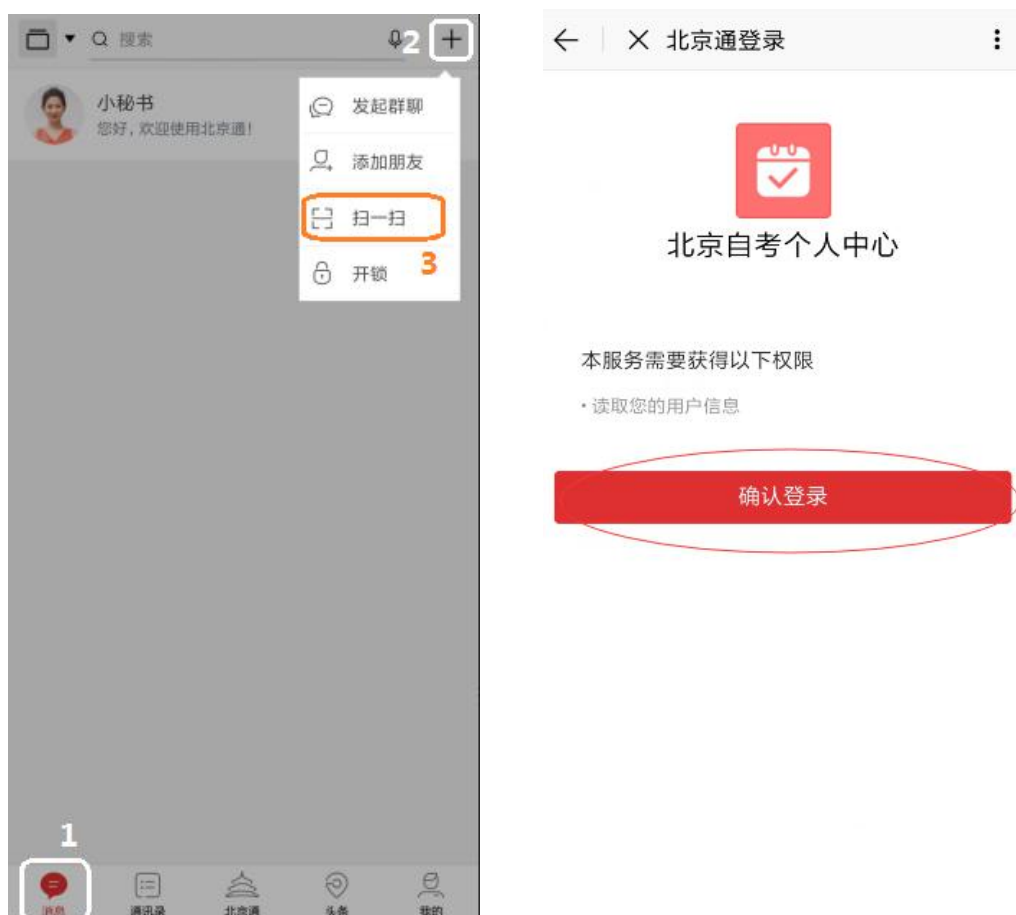 搜索
2
小秘书
您好，欢迎使用北京通！
发起群聊
添加朋友
扫一扫
开锁
3
1
消息
通讯录
北京通
头条
我的
北京通登录
北京自考个人中心
本服务需要获得以下权限
·读取您的用户信息
确认登录